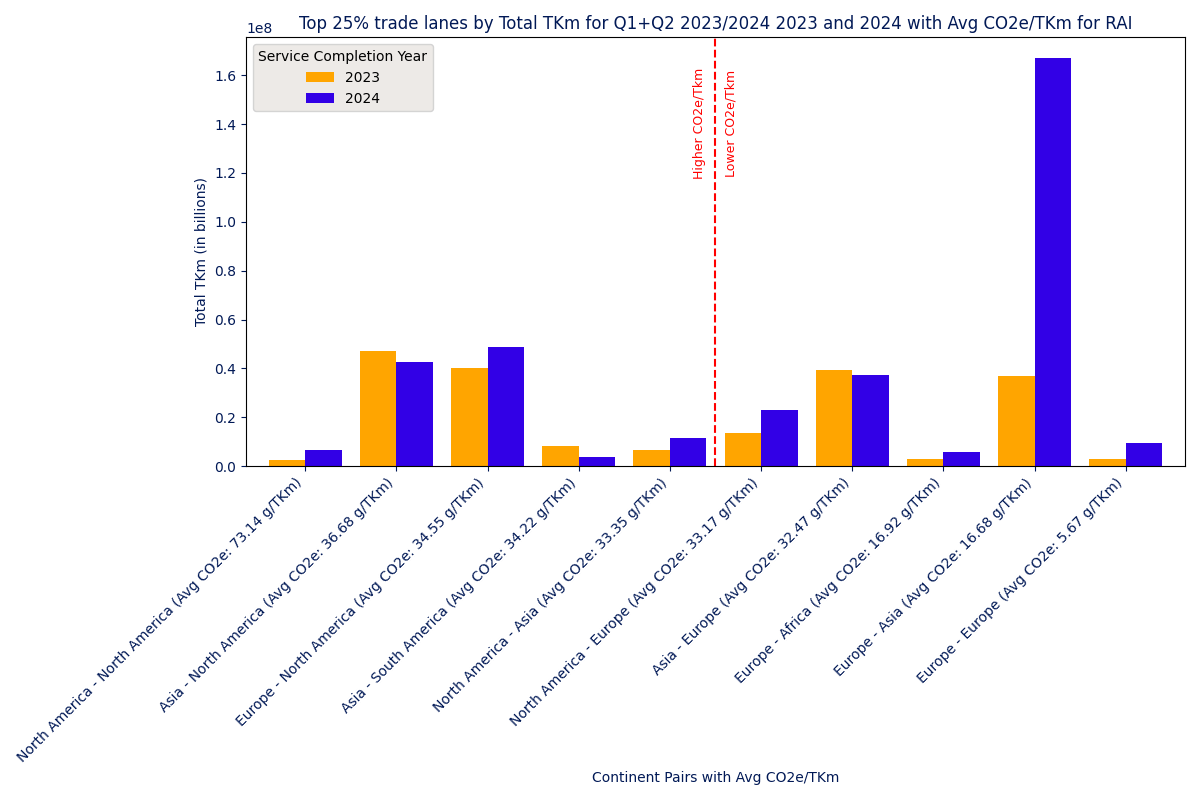 Top 25% trade lanes by Total TKm for Q1+Q2 2023/2024 2023 and 2024 with Avg CO2e/TKm for RAI
1e8
Service Completion Year
2023
2024
Higher CO2e/Tkm
Lower CO2e/Tkm
Total TKm (in billions)
1.6
1.4
1.2
1.0
0.8
0.6
0.4
0.2
0.0
North America - North America (Avg CO2e: 73.14 g/TKm)
Asia - North America (Avg CO2e: 36.68 g/TKm)
Europe - North America (Avg CO2e: 34.55 g/TKm)
Asia - South America (Avg CO2e: 34.22 g/TKm)
North America - Asia (Avg CO2e: 33.35 g/TKm)
North America - Europe (Avg CO2e: 33.17 g/TKm)
Asia - Europe (Avg CO2e: 32.47 g/TKm)
Europe - Africa (Avg CO2e: 16.92 g/TKm)
Europe - Asia (Avg CO2e: 16.68 g/TKm)
Europe - Europe (Avg CO2e: 5.67 g/TKm)
Continent Pairs with Avg CO2e/TKm